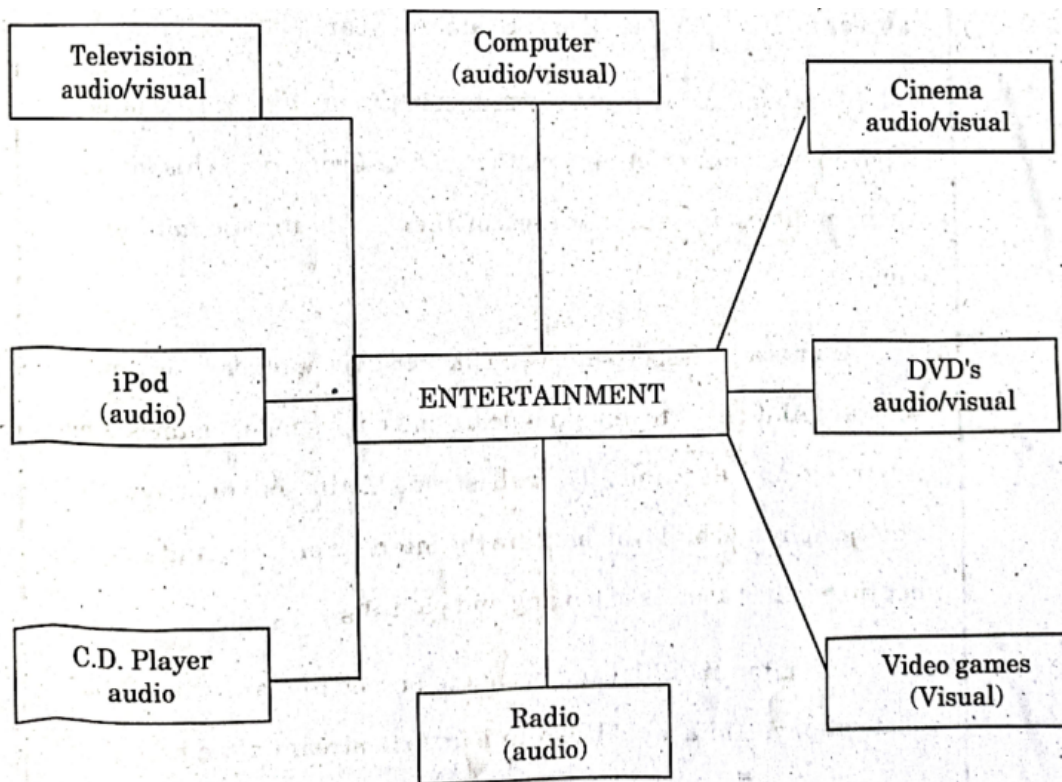 Television
audio/visual
Computer
(audio/visual)
Cinema
audio/visual
iPod
(audio)
ENTERTAINMENT
DVD's
audio/visual
C.D. Player
audio
Radio
(audio)
Video games
(Visual)